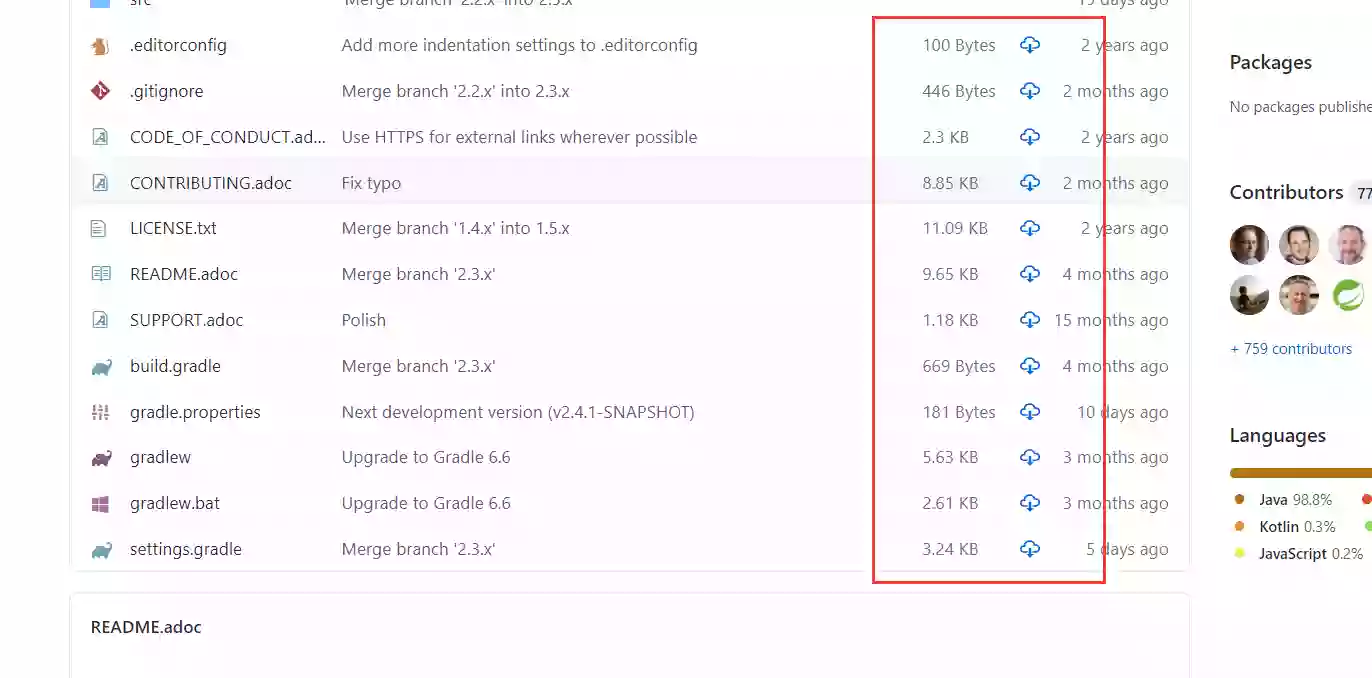 src Merge branch '2.2.x' into 2.3.x 19 days ago
.editorconfig Add more indentation settings to .editorconfig 100 Bytes 2 years ago
.gitignore Merge branch '2.2.x' into 2.3.x 446 Bytes 2 months ago
CODE_OF_CONDUCT.ad... Use HTTPS for external links wherever possible 2.3 KB 2 years ago
CONTRIBUTING.adoc Fix typo 8.85 KB 2 months ago
LICENSE.txt Merge branch '1.4.x' into 1.5.x 11.09 KB 2 years ago
README.adoc Merge branch '2.3.x' 9.65 KB 4 months ago
SUPPORT.adoc Polish 1.18 KB 15 months ago
build.gradle Merge branch '2.3.x' 669 Bytes 4 months ago
gradle.properties Next development version (v2.4.1-SNAPSHOT) 181 Bytes 10 days ago
gradlew Upgrade to Gradle 6.6 5.63 KB 3 months ago
gradlew.bat Upgrade to Gradle 6.6 2.61 KB 3 months ago
settings.gradle Merge branch '2.3.x' 3.24 KB 5 days ago
README.adoc
Packages
No packages publishe
Contributors 77
+ 759 contributors
Languages
Java 98.8%
Kotlin 0.3%
JavaScript 0.2%